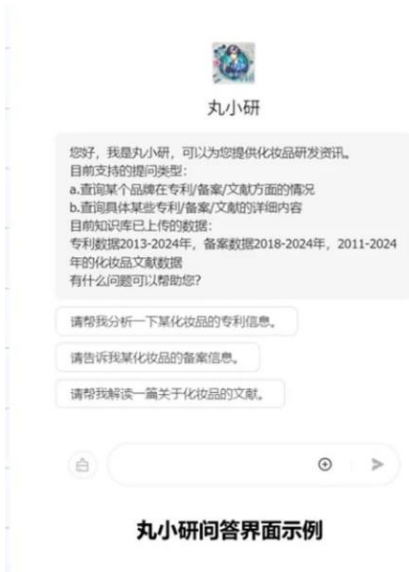 丸小研
您好，我是丸小研，可以为您提供化妆品研发资讯。
目前支持的提问类型：
a.查询某个品牌在专利/备案/文献方面的情况
b.查询具体某些专利/备案/文献的详细内容
目前知识库已上传的数据：
专利数据2013-2024年，备案数据2018-2024年，2011-2024
年的化妆品文献数据
有什么问题可以帮助您？
请帮我分析一下某化妆品的专利信息。
请告诉我某化妆品的备案信息。
请帮我解读一篇关于化妆品的文献。
丸小研问答界面示例